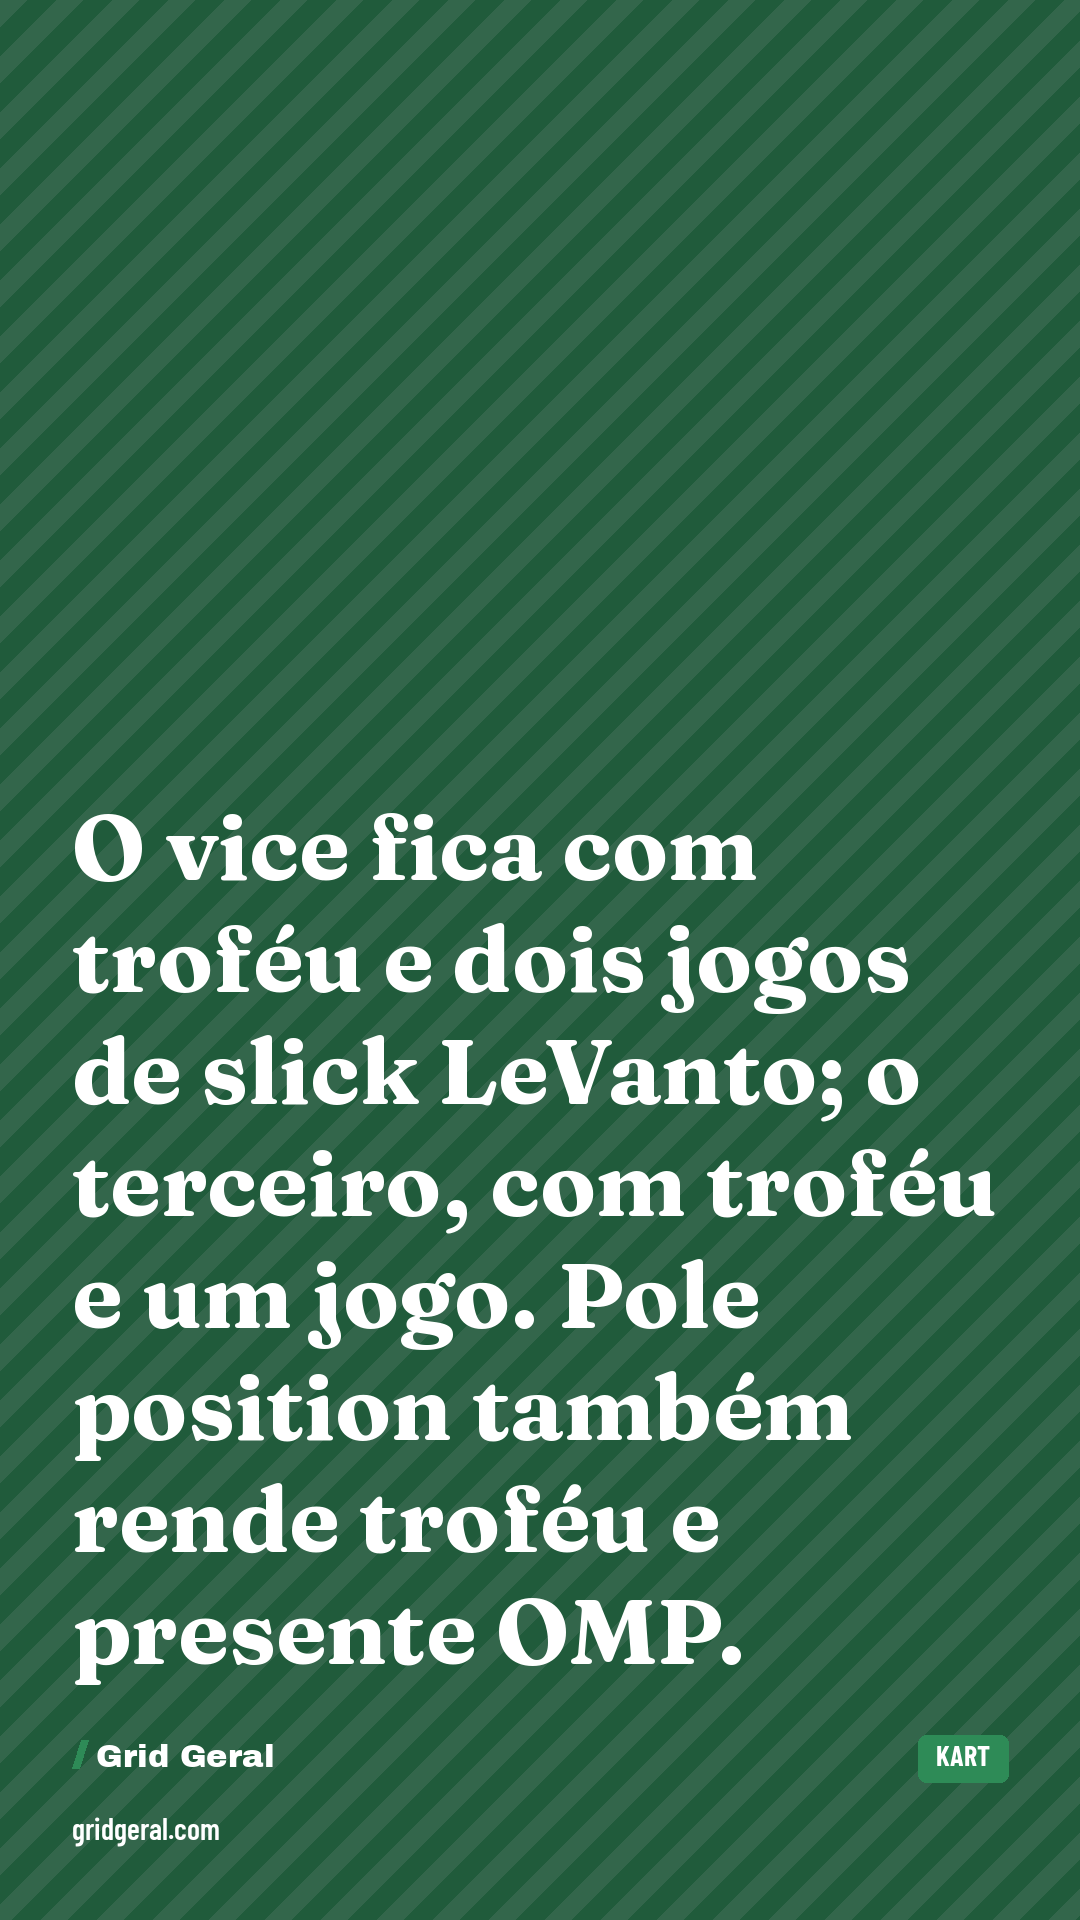 O vice fica com
troféu e dois jogos
de slick LeVanto; o
terceiro, com troféu
e um jogo. Pole
position também
rende troféu e
presente OMP.
/ Grid Geral
KART
gridgeral.com